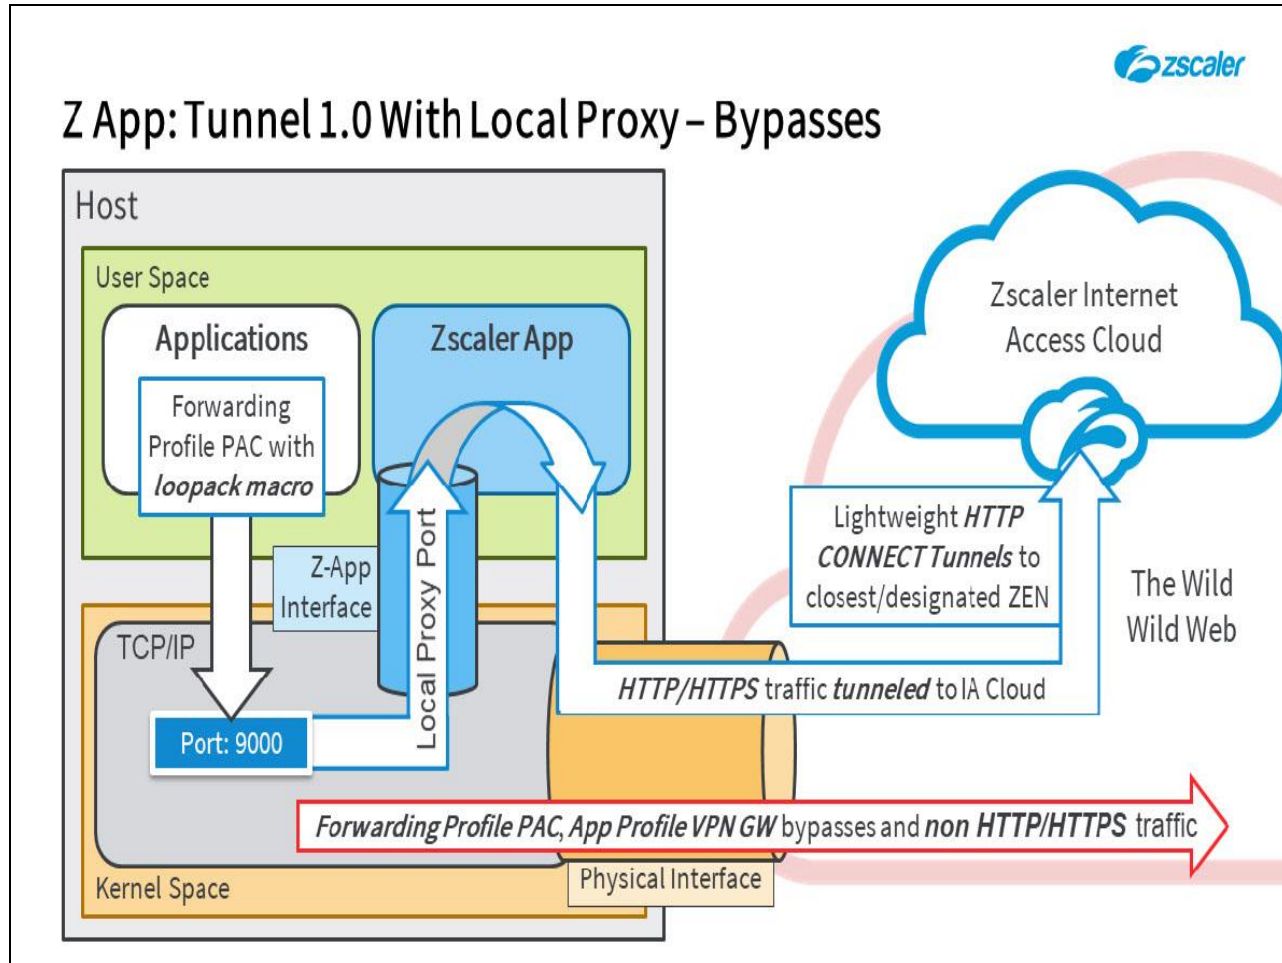 zscaler
Z App: Tunnel 1.0 With Local Proxy – Bypasses
Host
User Space
Applications
Forwarding
Profile PAC with
loopack macro
Zscaler App
Z-App
Interface
Local Proxy Port
TCP/IP
Port: 9000
Kernel Space
Physical Interface
Zscaler Internet
Access Cloud
Lightweight HTTP
CONNECT Tunnels to
closest/designated ZEN
The Wild
Wild Web
HTTP/HTTPS traffic tunneled to IA Cloud
Forwarding Profile PAC, App Profile VPN GW bypasses and non HTTP/HTTPS traffic